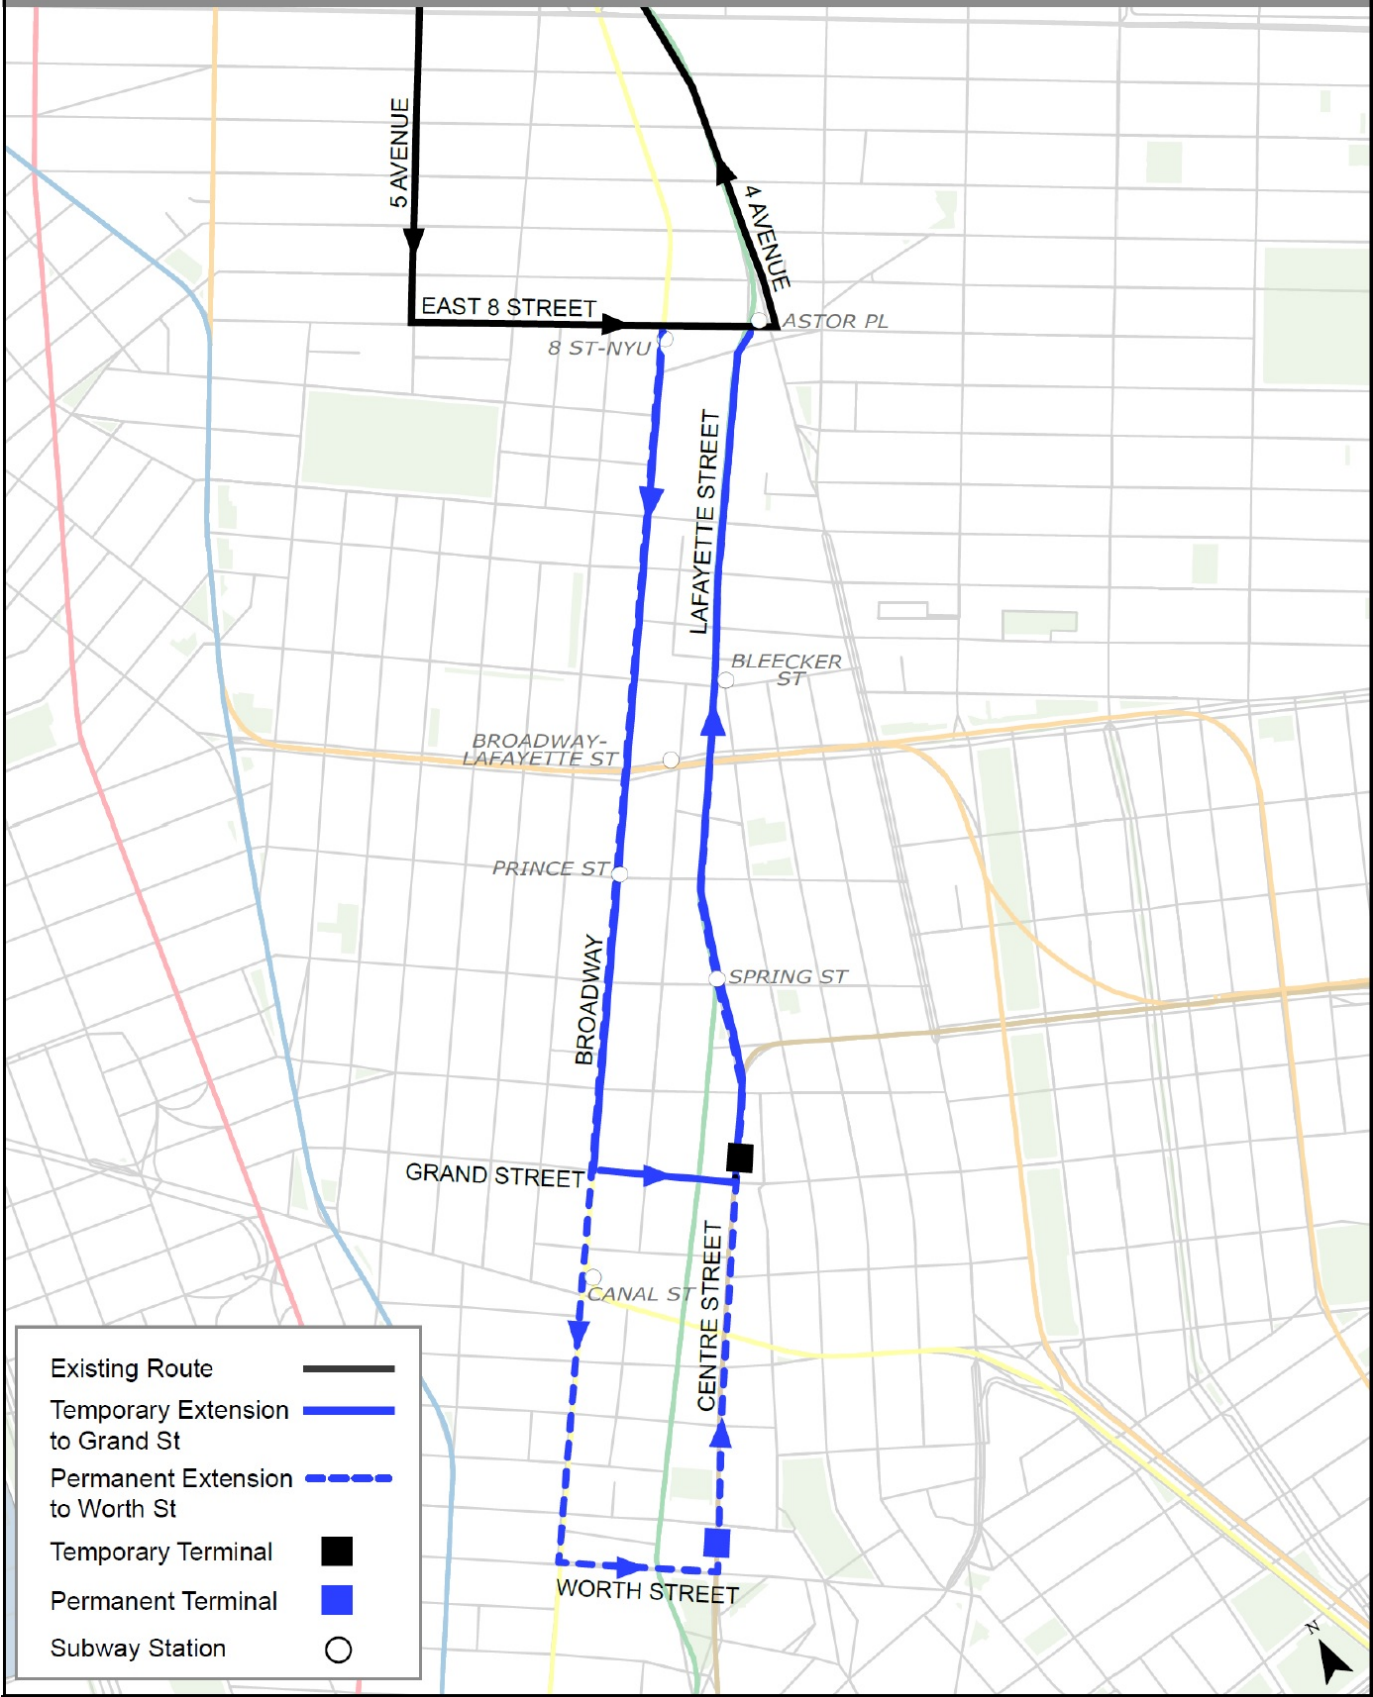 5 AVENUE
4 AVENUE
EAST 8 STREET
ASTOR PL
8 ST-NYU
LAFAYETTE STREET
BLEECKER
ST
BROADWAY-
LAFAYETTE ST
PRINCE ST
BROADWAY
SPRING ST
GRAND STREET
CENTRE STREET
CANAL ST
WORTH STREET
Existing Route
Temporary Extension
to Grand St
Permanent Extension
to Worth St
Temporary Terminal
Permanent Terminal
Subway Station
N